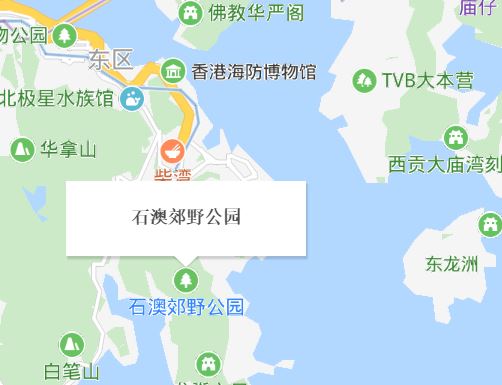 佛教华严阁
庙仔
物公园
东区
香港海防博物馆
TVB大本营
北极星水族馆
华拿山
西贡大庙湾刻
柴湾
石澳郊野公园
东龙洲
石澳郊野公园
白笔山